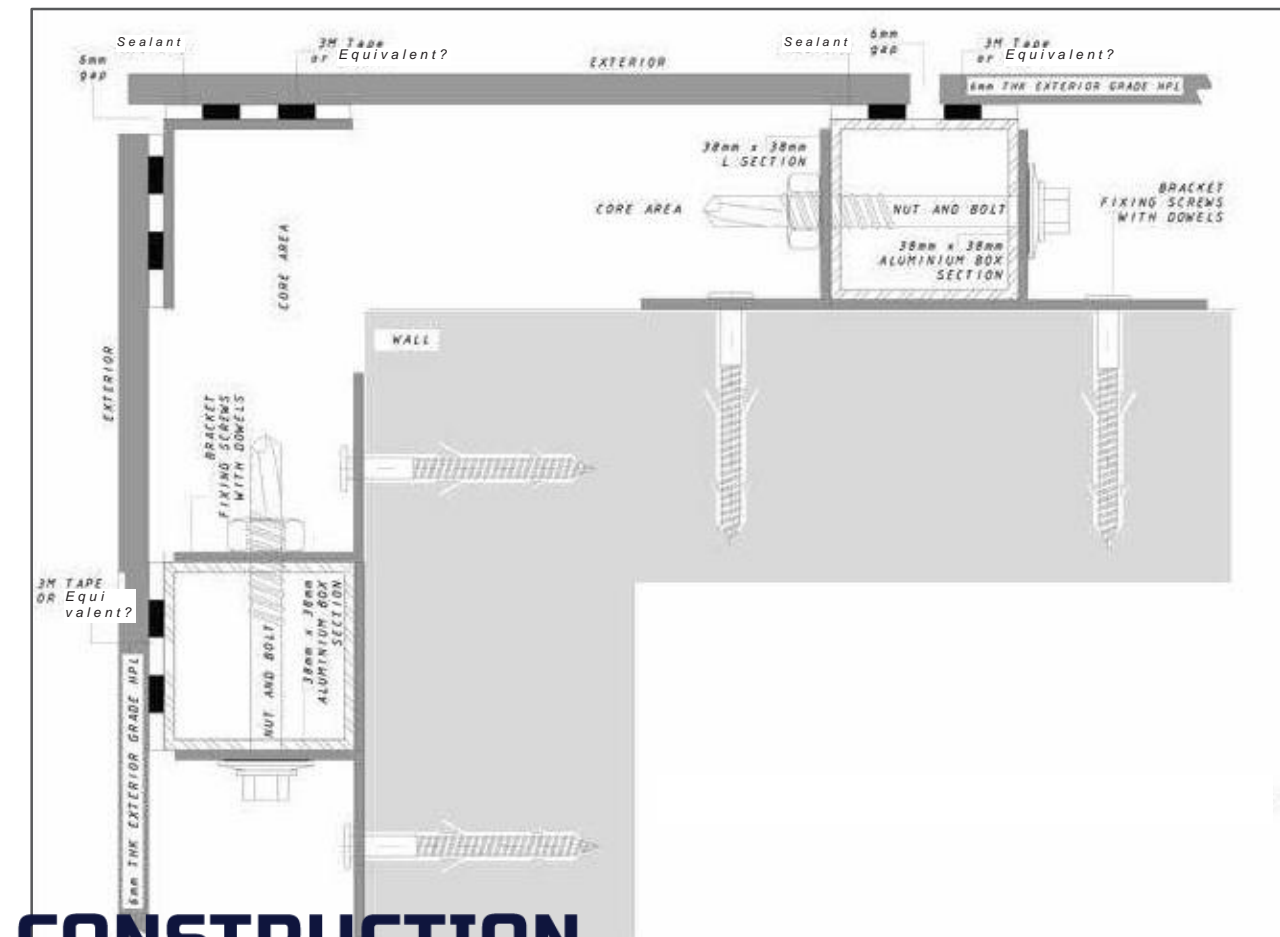 Sealant
3M Tape
or Equivalent?
6mm
gap
EXTERIOR
Sealant
6mm
gap
3M Tape
or Equivalent?
6mm THK EXTERIOR GRADE HPL
38mm x 38mm
L SECTION
CORE AREA
NUT AND BOLT
38mm x 38mm
ALUMINIUM BOX
SECTION
BRACKET
FIXING SCREWS
WITH DOWELS
CORE AREA
WALL
EXTERIOR
BRACKET
FIXING SCREWS
WITH DOWELS
3M TAPE
OR Equi
valent?
NUT AND BOLT
38mm x 38mm
ALUMINIUM BOX
SECTION
6mm THK EXTERIOR GRADE HPL
CONSTRUCTION